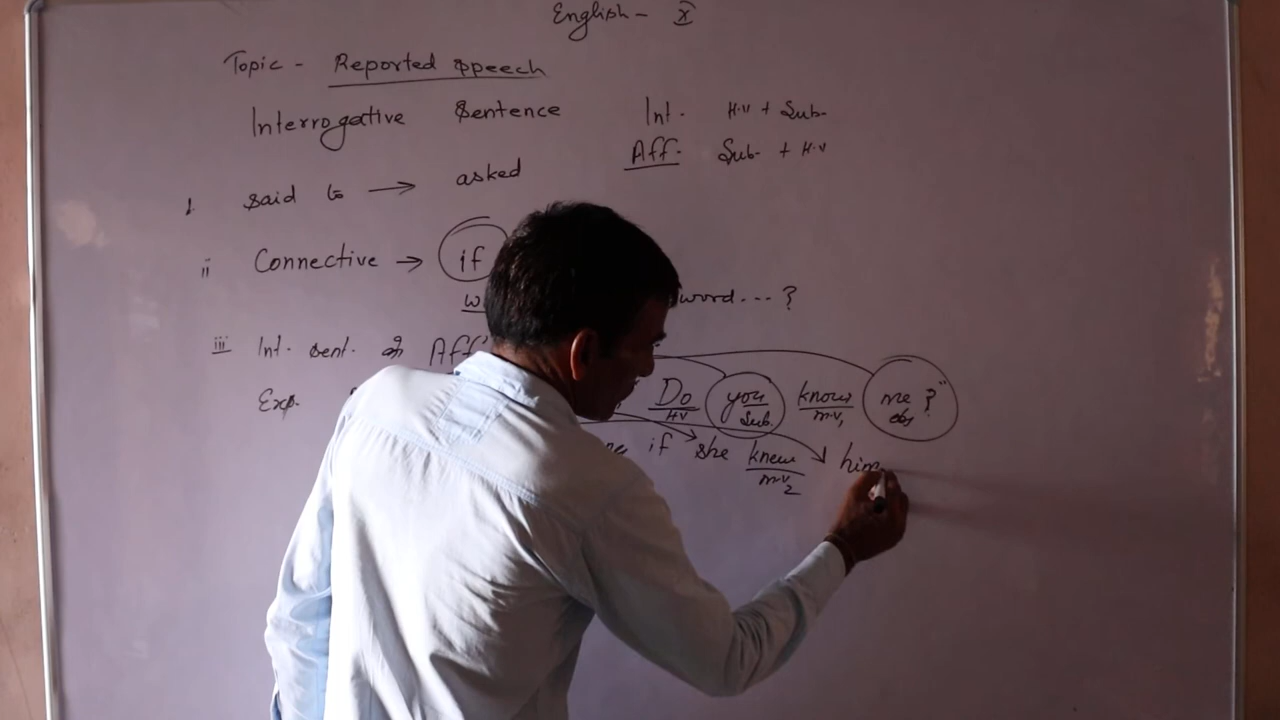 English - X
Topic - Reported Speech
Interrogative Sentence
Int. H.V + Sub.
Aff. Sub. + H.V
i said to → asked
ii Connective → if
word...?
iii Int. sent. को Aff
Exp.
Do you know me?"
HV Sub. m.v1 obj
if she knew him
m.v2